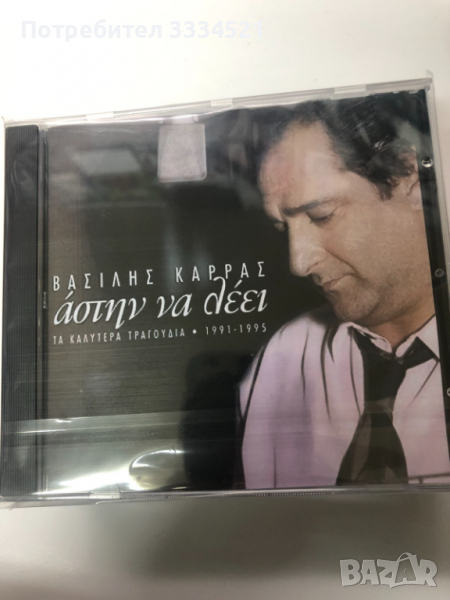 Потребител 3334525
ΒΑΣΙΛΗΣ ΚΑΡΡΑΣ
άστην να λέει
ΤΑ ΚΑΛΥΤΕΡΑ ΤΡΑΓΟΥΔΙΑ • 1991-1995
BAZAR